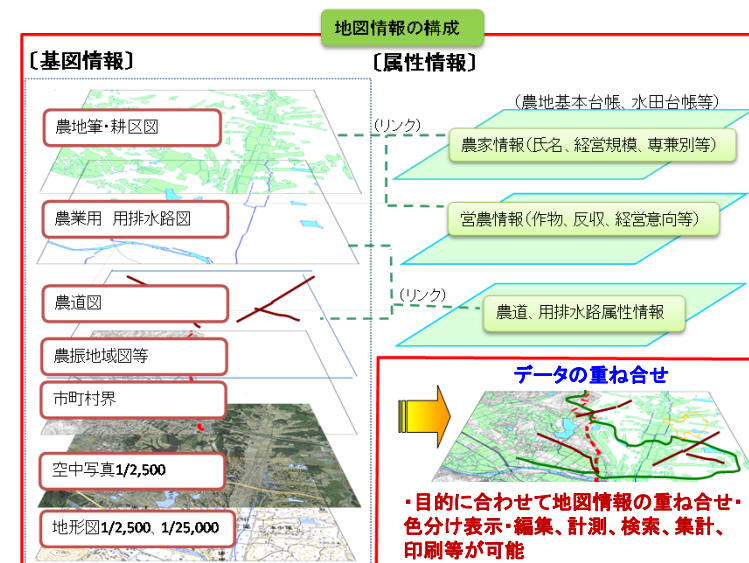 地図情報の構成
〔基図情報〕
〔属性情報〕
農地筆・耕区図
農業用 用排水路図
農道図
農振地域図等
市町村界
空中写真1/2,500
地形図1/2,500、1/25,000
(リンク)
(リンク)
(農地基本台帳、水田台帳等)
農家情報(氏名、経営規模、専兼別等)
営農情報(作物、反収、経営意向等)
農道、用排水路属性情報
データの重ね合せ
・目的に合わせて地図情報の重ね合せ・
色分け表示・編集、計測、検索、集計、
印刷等が可能